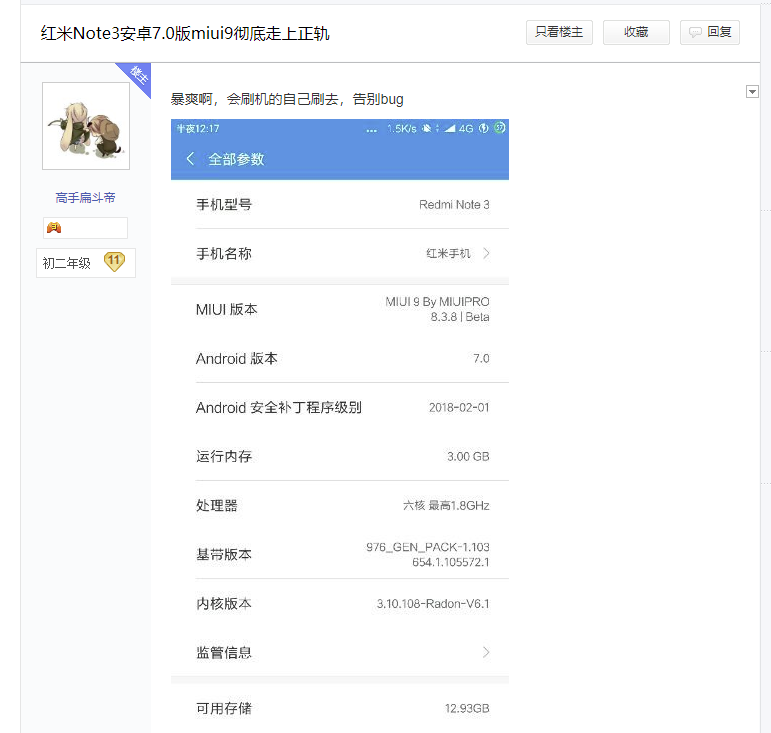 红米Note3安卓7.0版miui9彻底走上正轨
只看楼主
收藏
回复
楼主
高手扁斗帝
初二年级
11
暴爽啊，会刷机的自己刷去，告别bug
半夜12:17
... 1.5K/s 4G 37
全部参数
手机型号 Redmi Note 3
手机名称 红米手机
MIUI 版本 MIUI 9 By MIUIPRO
8.3.8 | Beta
Android 版本 7.0
Android 安全补丁程序级别 2018-02-01
运行内存 3.00 GB
处理器 六核 最高1.8GHz
基带版本 976_GEN_PACK-1.103
654.1.105572.1
内核版本 3.10.108-Radon-V6.1
监管信息
可用存储 12.93GB